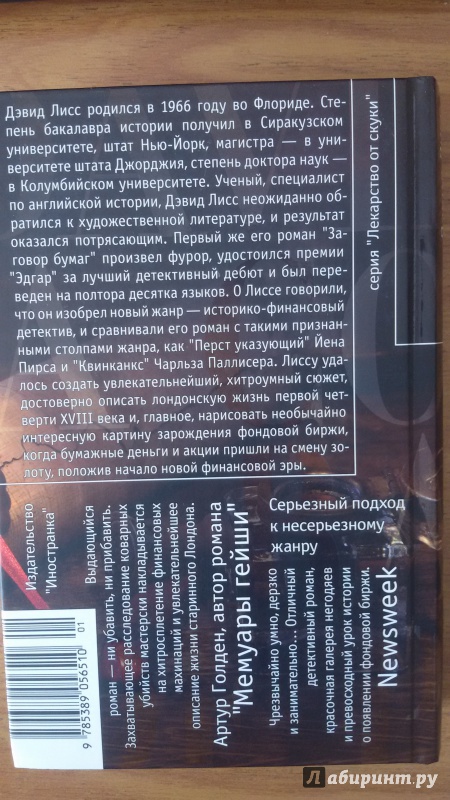 Дэвид Лисс родился в 1966 году во Флориде. Сте-
пень бакалавра истории получил в Сиракузском
университете, штат Нью-Йорк, магистра — в уни-
верситете штата Джорджия, степень доктора наук —
в Колумбийском университете. Ученый, специалист
по английской истории, Дэвид Лисс неожиданно об-
ратился к художественной литературе, и результат
оказался потрясающим. Первый же его роман "За-
говор бумаг" произвел фурор, удостоился премии
"Эдгар" за лучший детективный дебют и был пере-
веден на полтора десятка языков. О Лиссе говорили,
что он изобрел новый жанр — историко-финансовый
детектив, и сравнивали его роман с такими признан-
ными столпами жанра, как "Перст указующий" Йена
Пирса и "Квинканкс" Чарльза Паллисера. Лиссу уда-
лось создать увлекательнейший, хитроумный сюжет,
достоверно описать лондонскую жизнь первой чет-
верти XVIII века и, главное, нарисовать необычайно
интересную картину зарождения фондовой биржи,
когда бумажные деньги и акции пришли на смену зо-
лоту, положив начало новой финансовой эры.
серия "Лекарство от скуки"
Издательство
"Иностранка"
Серьезный подход
к несерьезному
жанру
Выдающийся
роман — ни убавить, ни прибавить.
Захватывающее расследование коварных
убийств мастерски накладывается
на хитросплетение финансовых
махинаций и увлекательнейшее
описание жизни старинного Лондона.
Артур Голден, автор романа
"Мемуары гейши"
Чрезвычайно умно, дерзко
и занимательно... Отличный
детективный роман,
красочная галерея негодяев
и превосходный урок истории
о появлении фондовой биржи.
Newsweek
9 785389 056510
01
Лабиринт.ру